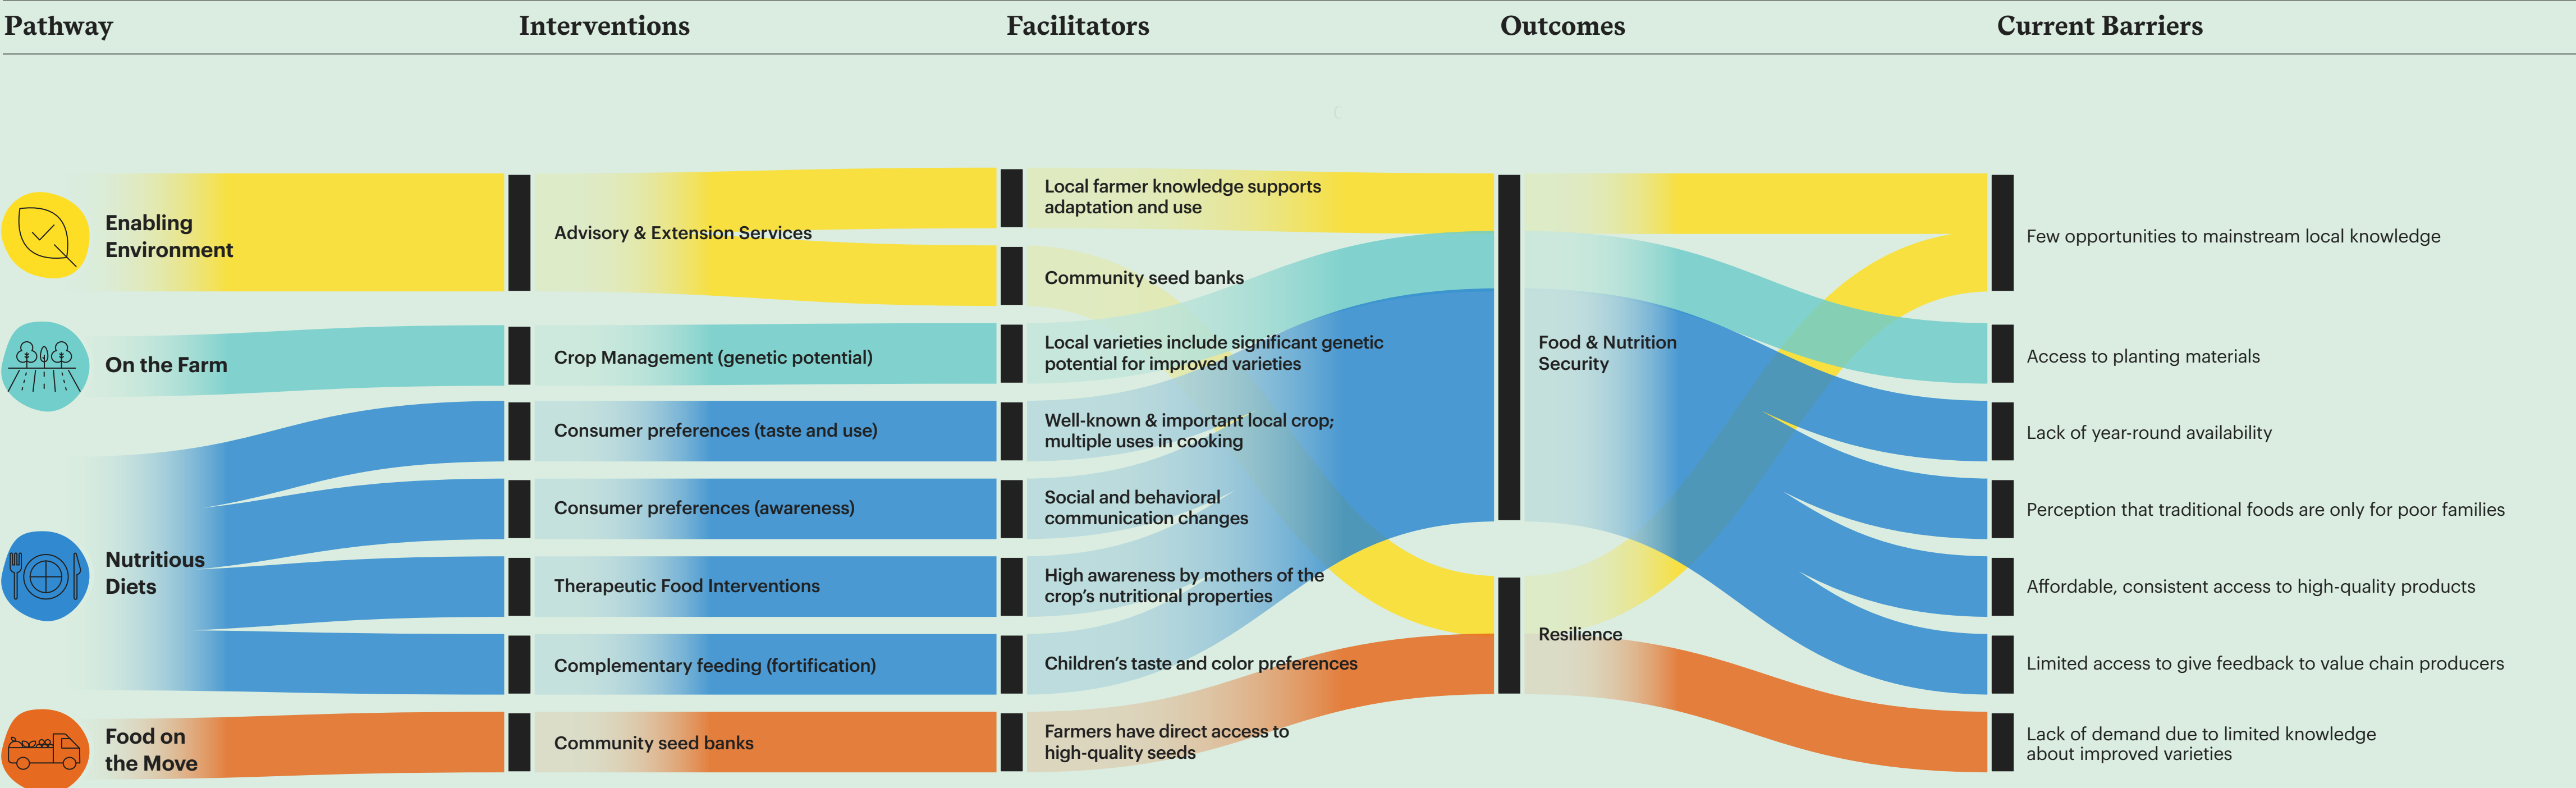 Pathway
Interventions
Facilitators
Outcomes
Current Barriers
Enabling
Environment
On the Farm
Nutritious
Diets
Food on
the Move
Advisory & Extension Services
Crop Management (genetic potential)
Consumer preferences (taste and use)
Consumer preferences (awareness)
Therapeutic Food Interventions
Complementary feeding (fortification)
Community seed banks
Local farmer knowledge supports
adaptation and use
Community seed banks
Local varieties include significant genetic
potential for improved varieties
Well-known & important local crop;
multiple uses in cooking
Social and behavioral
communication changes
High awareness by mothers of the
crop’s nutritional properties
Children’s taste and color preferences
Farmers have direct access to
high-quality seeds
Food & Nutrition
Security
Resilience
Few opportunities to mainstream local knowledge
Access to planting materials
Lack of year-round availability
Perception that traditional foods are only for poor families
Affordable, consistent access to high-quality products
Limited access to give feedback to value chain producers
Lack of demand due to limited knowledge
about improved varieties